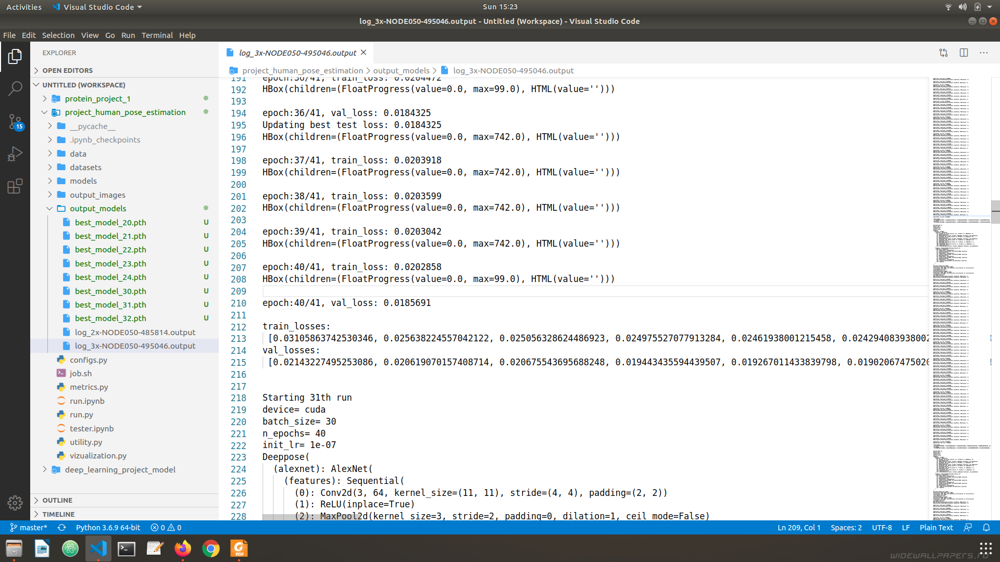 Activities Visual Studio Code Sun 15:23
log_3x-NODE050-495046.output - Untitled (Workspace) - Visual Studio Code
File Edit Selection View Go Run Terminal Help
EXPLORER
OPEN EDITORS
UNTITLED (WORKSPACE)
protein_project_1
project_human_pose_estimation
__pycache__
.ipynb_checkpoints
data
datasets
models
output_images
output_models
best_model_20.pth U
best_model_21.pth U
best_model_22.pth U
best_model_23.pth U
best_model_24.pth U
best_model_30.pth U
best_model_31.pth U
best_model_32.pth U
log_2x-NODE050-485814.output
log_3x-NODE050-495046.output
configs.py
job.sh
metrics.py
run.ipynb
run.py
tester.ipynb
utility.py
vizualization.py
deep_learning_project_model
OUTLINE
TIMELINE
15
log_3x-NODE050-495046.output
project_human_pose_estimation > output_models > log_3x-NODE050-495046.output
191 epoch:36/41, train_loss: 0.0204472
192 HBox(children=(FloatProgress(value=0.0, max=99.0), HTML(value='')))
193
194 epoch:36/41, val_loss: 0.0184325
195 Updating best test loss: 0.0184325
196 HBox(children=(FloatProgress(value=0.0, max=742.0), HTML(value='')))
197
198 epoch:37/41, train_loss: 0.0203918
199 HBox(children=(FloatProgress(value=0.0, max=742.0), HTML(value='')))
200
201 epoch:38/41, train_loss: 0.0203599
202 HBox(children=(FloatProgress(value=0.0, max=742.0), HTML(value='')))
203
204 epoch:39/41, train_loss: 0.0203042
205 HBox(children=(FloatProgress(value=0.0, max=742.0), HTML(value='')))
206
207 epoch:40/41, train_loss: 0.0202858
208 HBox(children=(FloatProgress(value=0.0, max=99.0), HTML(value='')))
209
210 epoch:40/41, val_loss: 0.0185691
211
212 train_losses:
213 [0.03105863742530346, 0.025638224557042122, 0.025056328624486923, 0.024975527077913284, 0.02461938001215458, 0.024294083938002
214 val_losses:
215 [0.02143227495253086, 0.020619070157408714, 0.020675543695688248, 0.019443435594439507, 0.019267011433839798, 0.01902067475020
216
217
218 Starting 31th run
219 device= cuda
220 batch_size= 30
221 n_epochs= 40
222 init_lr= 1e-07
223 Deeppose(
224 (alexnet): AlexNet(
225 (features): Sequential(
226 (0): Conv2d(3, 64, kernel_size=(11, 11), stride=(4, 4), padding=(2, 2))
227 (1): ReLU(inplace=True)
228 (2): MaxPool2d(kernel_size=3, stride=2, padding=0, dilation=1, ceil_mode=False)
master* Python 3.6.9 64-bit 0 0 Ln 209, Col 1 Spaces: 2 UTF-8 LF Plain Text
PDF
WIDEWALLPAPERS.RU